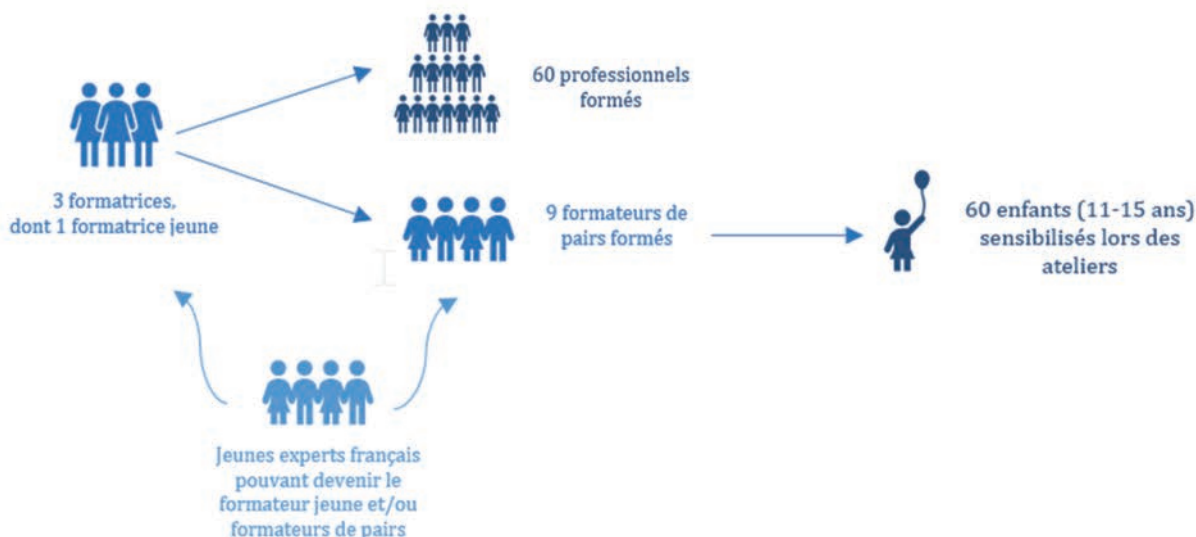 60 professionnels
formés
3 formatrices,
dont 1 formatrice jeune
9 formateurs de
pairs formés
60 enfants (11-15 ans)
sensibilisés lors des
ateliers
Jeunes experts français
pouvant devenir le
formateur jeune et/ou
formateurs de pairs